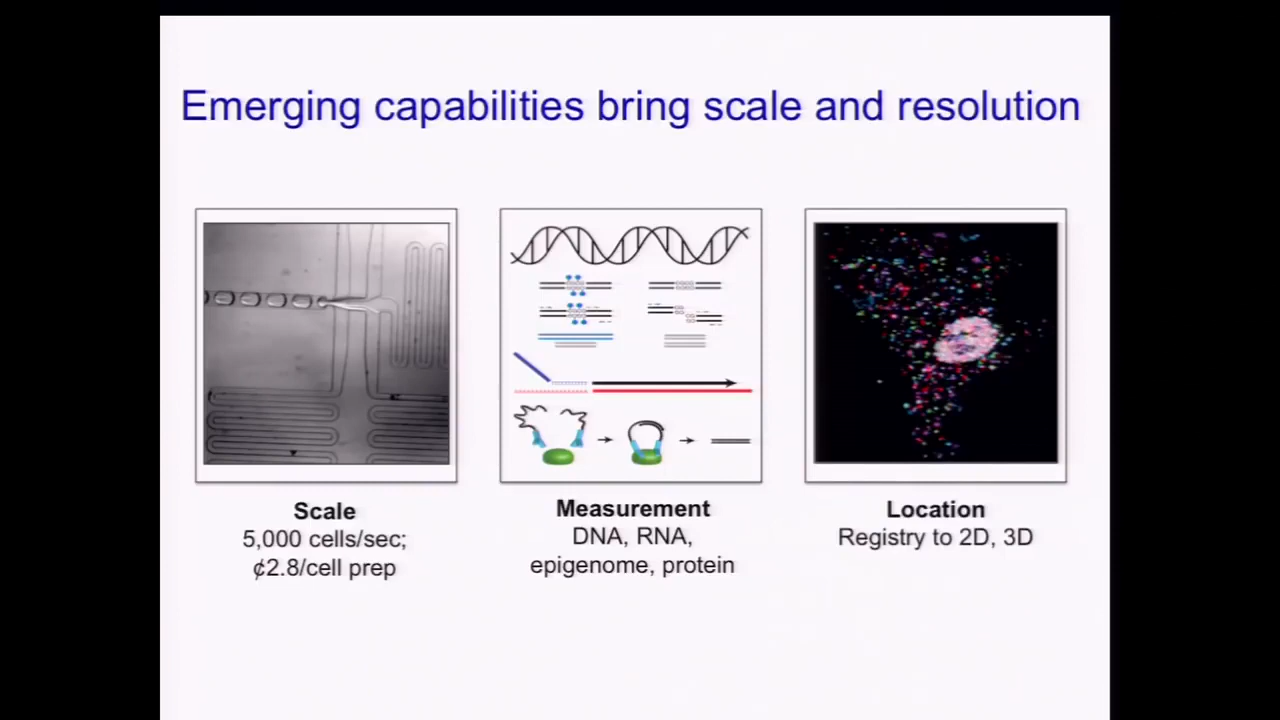 Emerging capabilities bring scale and resolution
Scale
5,000 cells/sec;
¢2.8/cell prep
Measurement
DNA, RNA,
epigenome, protein
Location
Registry to 2D, 3D